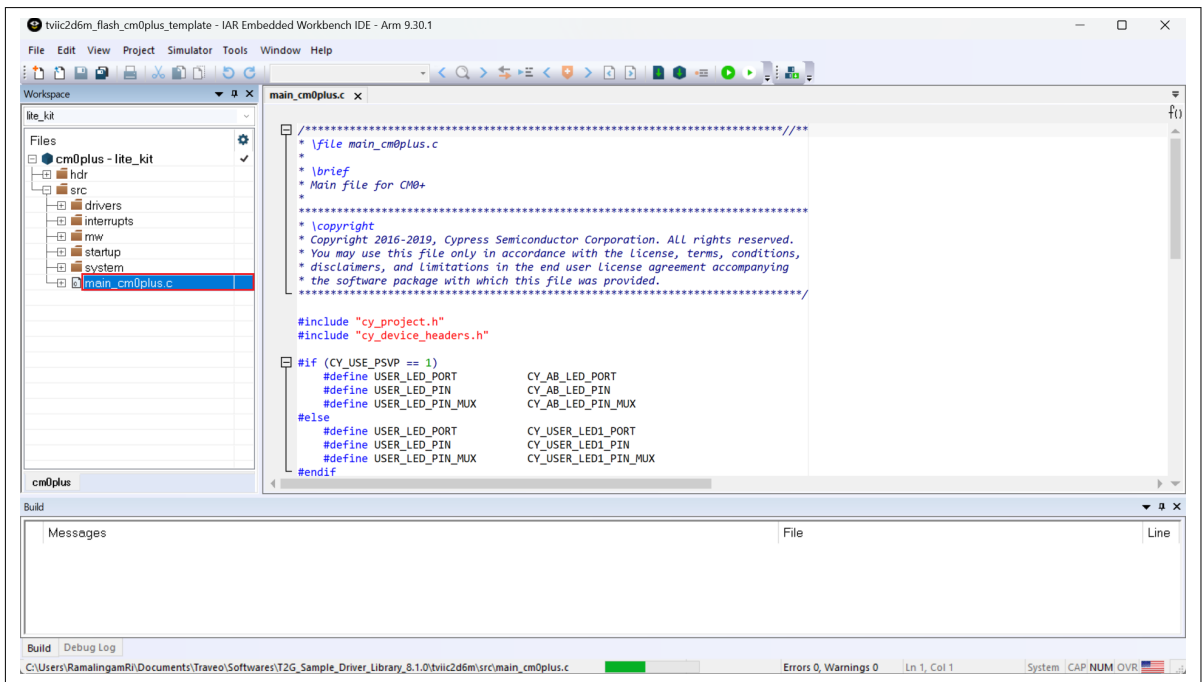 tviic2d6m_flash_cm0plus_template - IAR Embedded Workbench IDE - Arm 9.30.1
File Edit View Project Simulator Tools Window Help
Workspace
main_cm0plus.c
lite_kit
f()
Files
cm0plus - lite_kit
hdr
src
drivers
interrupts
mw
startup
system
main_cm0plus.c
cm0plus
/***************************************************************************//**
* \file main_cm0plus.c
*
* \brief
* Main file for CM0+
*
********************************************************************************
* \copyright
* Copyright 2016-2019, Cypress Semiconductor Corporation. All rights reserved.
* You may use this file only in accordance with the license, terms, conditions,
* disclaimers, and limitations in the end user license agreement accompanying
* the software package with which this file was provided.
*******************************************************************************/
#include "cy_project.h"
#include "cy_device_headers.h"
#if (CY_USE_PSVP == 1)
#define USER_LED_PORT CY_AB_LED_PORT
#define USER_LED_PIN CY_AB_LED_PIN
#define USER_LED_PIN_MUX CY_AB_LED_PIN_MUX
#else
#define USER_LED_PORT CY_USER_LED1_PORT
#define USER_LED_PIN CY_USER_LED1_PIN
#define USER_LED_PIN_MUX CY_USER_LED1_PIN_MUX
#endif
Build
Messages File Line
Build Debug Log
C:\Users\RamalingamRi\Documents\Traveo\Softwares\T2G_Sample_Driver_Library_8.1.0\tviic2d6m\src\main_cm0plus.c Errors 0, Warnings 0 Ln 1, Col 1 System CAP NUM OVR